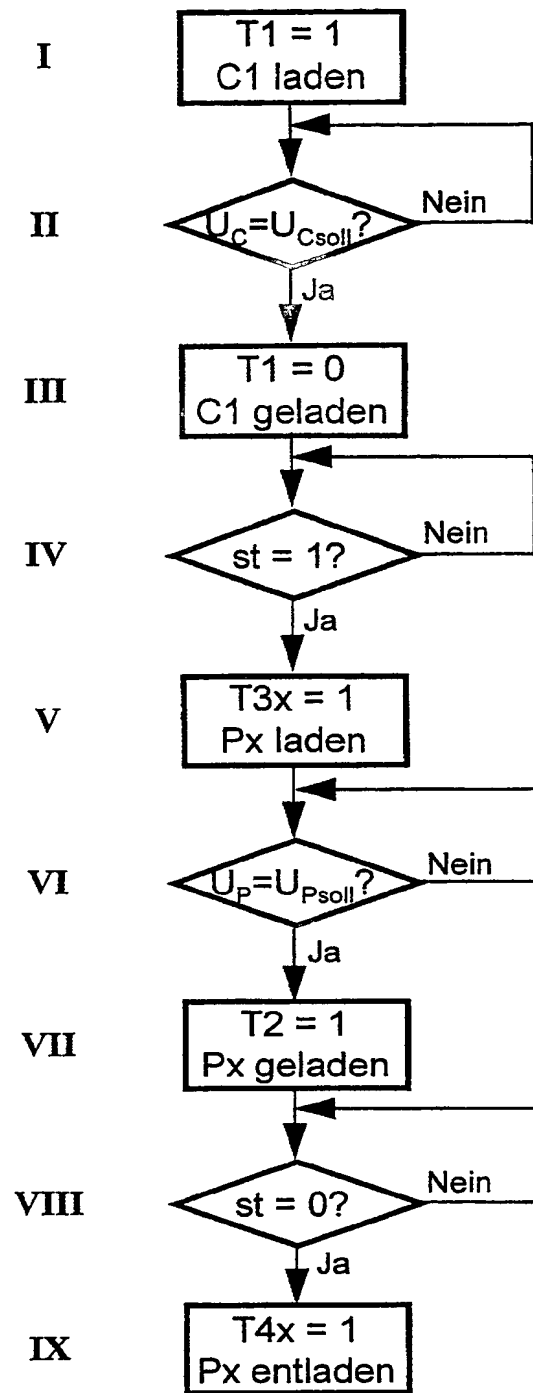 I
T1 = 1
C1 laden
II
U_C=U_Csoll?
Nein
Ja
III
T1 = 0
C1 geladen
IV
st = 1?
Nein
Ja
V
T3x = 1
Px laden
VI
U_P=U_Psoll?
Nein
Ja
VII
T2 = 1
Px geladen
VIII
st = 0?
Nein
Ja
IX
T4x = 1
Px entladen